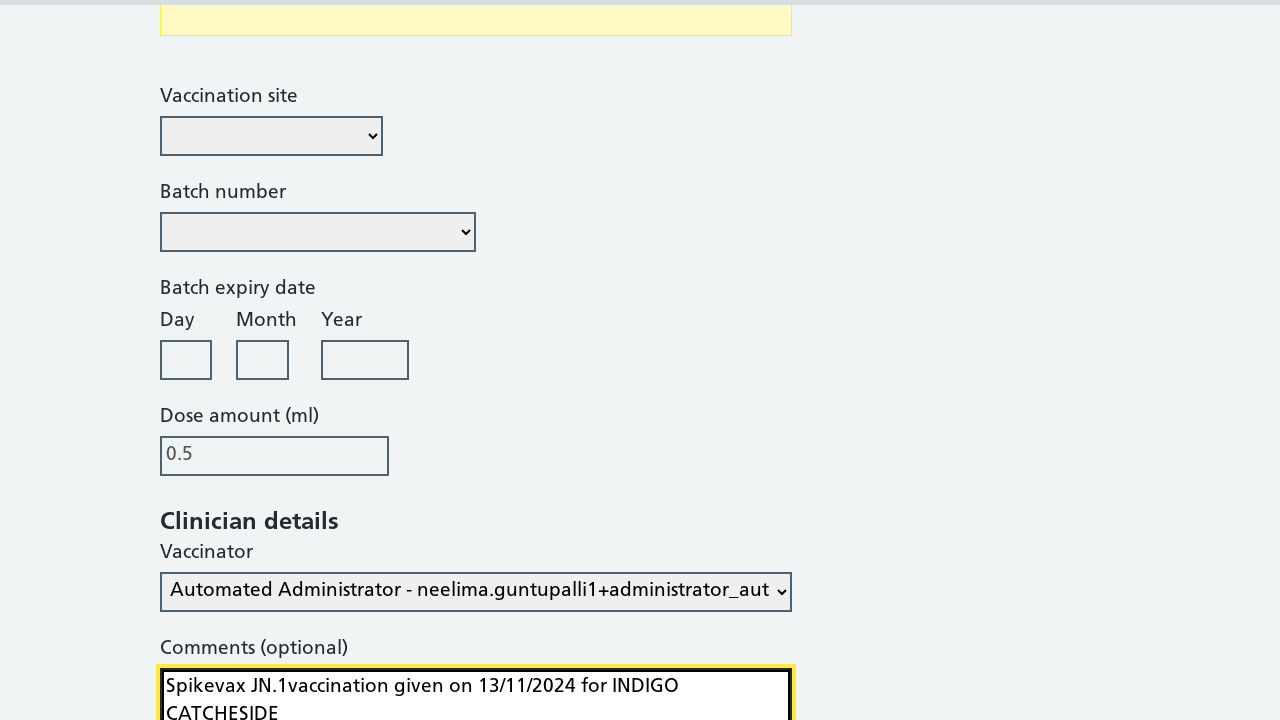 Vaccination site
Batch number
Batch expiry date
Day Month Year
Dose amount (ml)
0.5
Clinician details
Vaccinator
Automated Administrator - neelima.guntupalli1+administrator_aut
Comments (optional)
Spikevax JN.1vaccination given on 13/11/2024 for INDIGO
CATCHESIDE